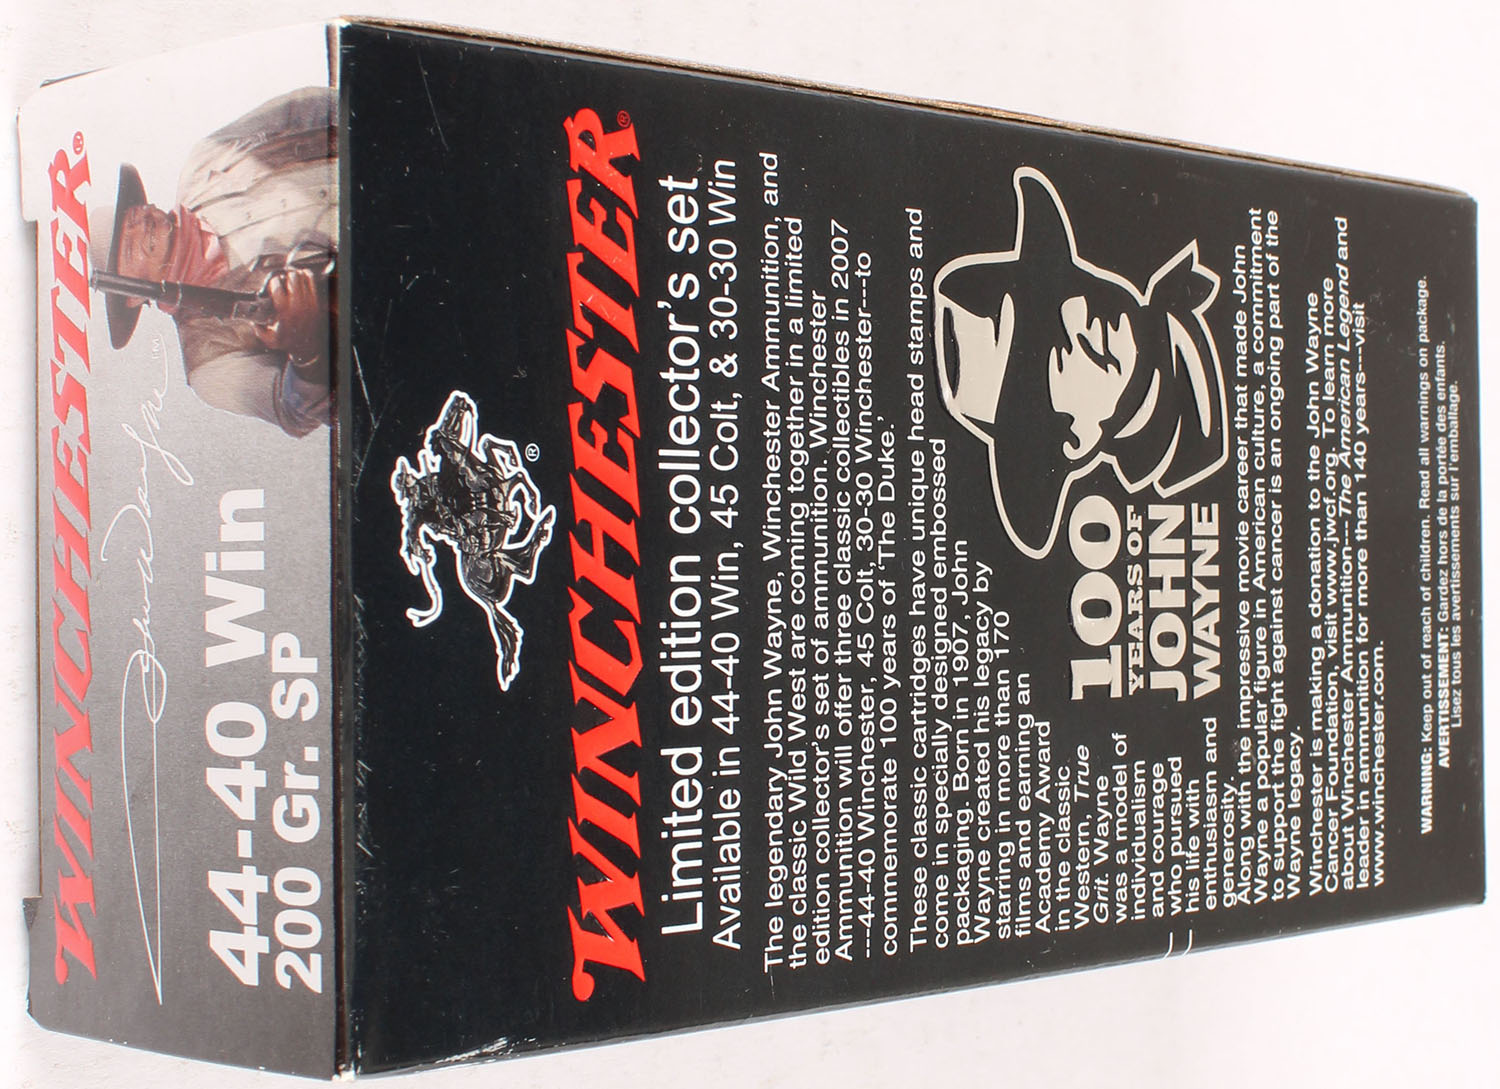 WINCHESTER®
John Wayne™
44-40 Win
200 Gr. SP
®
WINCHESTER®
Limited edition collector's set
Available in 44-40 Win, 45 Colt, & 30-30 Win
The legendary John Wayne, Winchester Ammunition, and
the classic Wild West are coming together in a limited
edition collector's set of ammunition. Winchester
Ammunition will offer three classic collectibles in 2007
---44-40 Winchester, 45 Colt, 30-30 Winchester---to
commemorate 100 years of 'The Duke.'
These classic cartridges have unique head stamps and
come in specially designed embossed
packaging. Born in 1907, John
Wayne created his legacy by
starring in more than 170
films and earning an
Academy Award
in the classic
Western, True
Grit. Wayne
was a model of
individualism
and courage
who pursued
his life with
enthusiasm and
generosity.
100
YEARS OF
JOHN
WAYNE
Along with the impressive movie career that made John
Wayne a popular figure in American culture, a commitment
to support the fight against cancer is an ongoing part of the
Wayne legacy.
Winchester is making a donation to the John Wayne
Cancer Foundation, visit www.jwcf.org. To learn more
about Winchester Ammunition---The American Legend and
leader in ammunition for more than 140 years---visit
www.winchester.com.
WARNING: Keep out of reach of children. Read all warnings on package.
AVERTISSEMENT: Gardez hors de la portée des enfants.
Lisez tous les avertissements sur l'emballage.